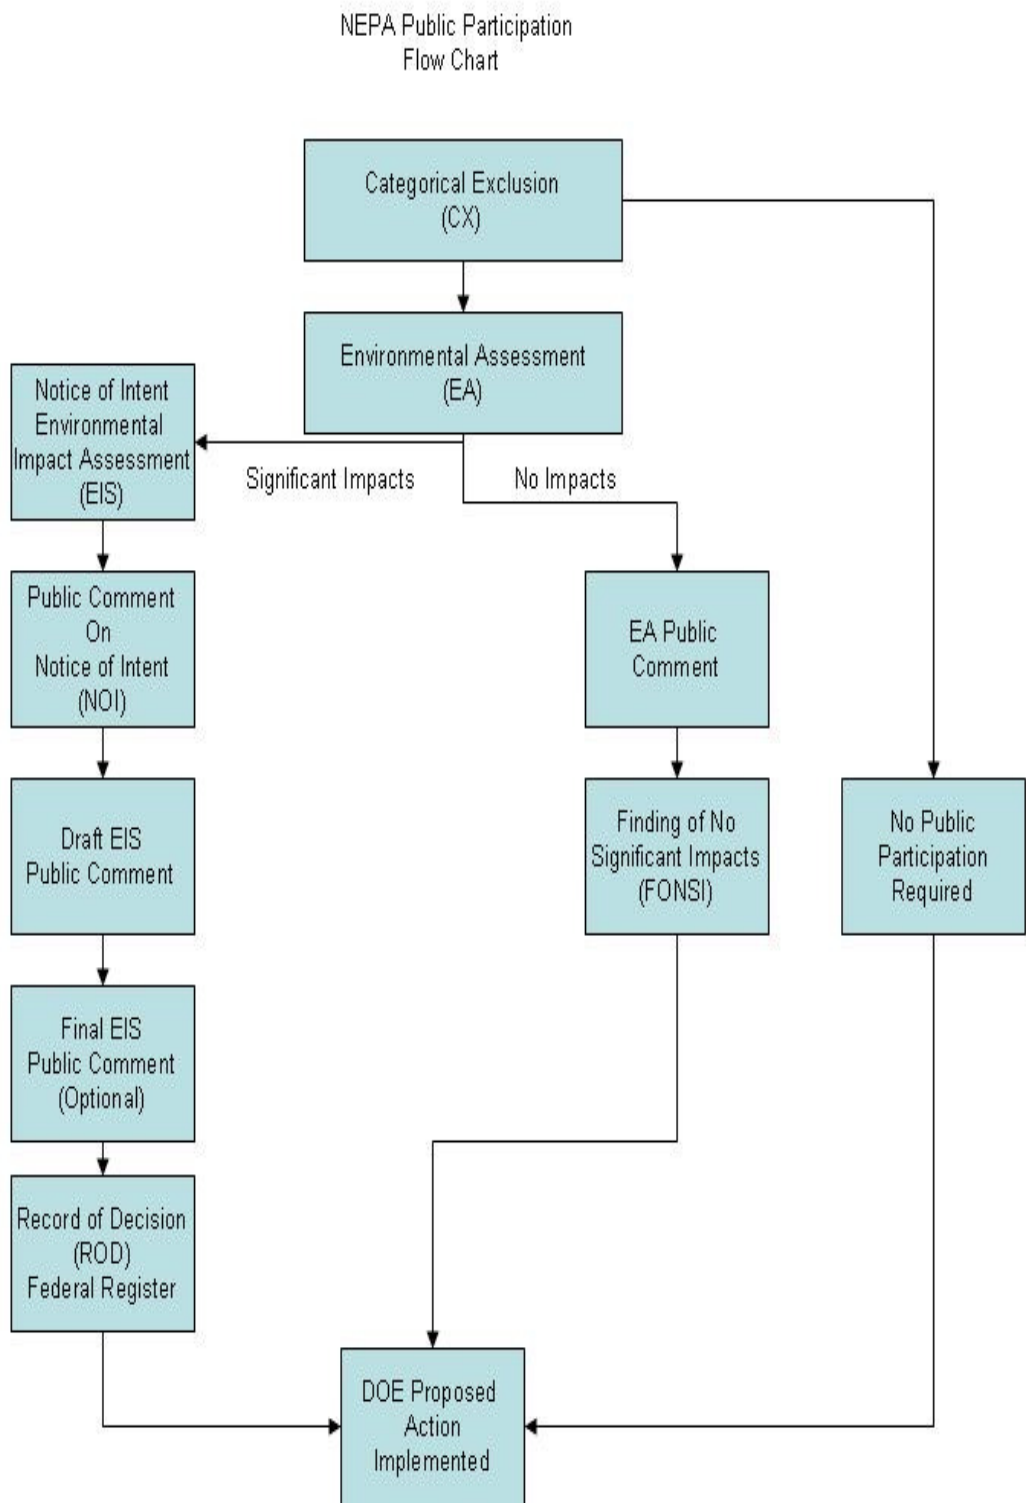 NEPA Public Participation
Flow Chart
Categorical Exclusion
(CX)
Environmental Assessment
(EA)
Notice of Intent
Environmental
Impact Assessment
(EIS)
Significant Impacts
No Impacts
Public Comment
On
Notice of Intent
(NOI)
EA Public
Comment
Draft EIS
Public Comment
Finding of No
Significant Impacts
(FONSI)
No Public
Participation
Required
Final EIS
Public Comment
(Optional)
Record of Decision
(ROD)
Federal Register
DOE Proposed
Action
Implemented